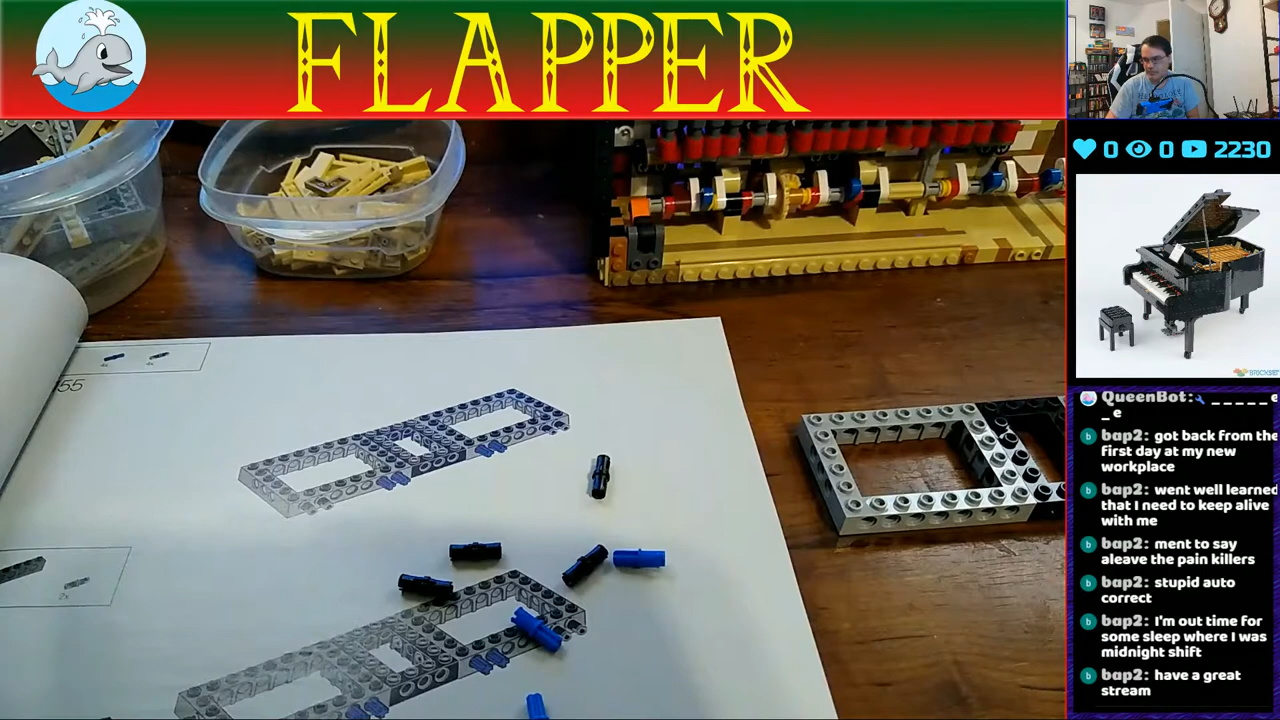 FLAPPER
0 0 2230
55
2x
QueenBot: _ _ _ _ _ e
_ e
bap2: got back from the
first day at my new
workplace
bap2: went well learned
that I need to keep alive
with me
bap2: ment to say
aleave the pain killers
bap2: stupid auto
correct
bap2: I'm out time for
some sleep where I was
midnight shift
bap2: have a great
stream